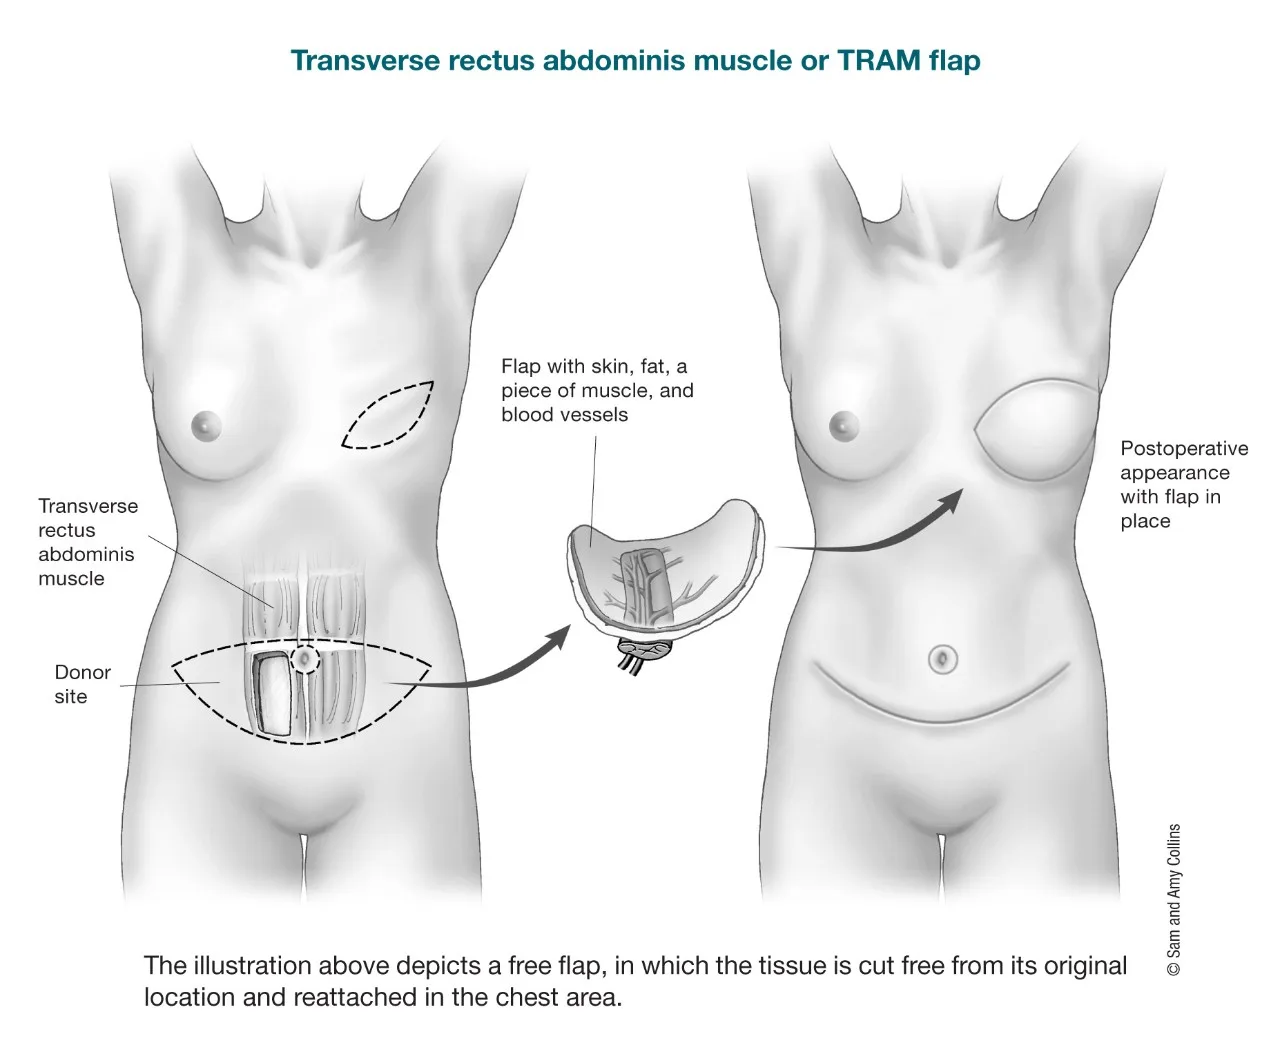 Transverse rectus abdominis muscle or TRAM flap
Flap with skin, fat, a
piece of muscle, and
blood vessels
Postoperative
appearance
with flap in
place
Transverse
rectus
abdominis
muscle
Donor
site
© Sam and Amy Collins
The illustration above depicts a free flap, in which the tissue is cut free from its original
location and reattached in the chest area.